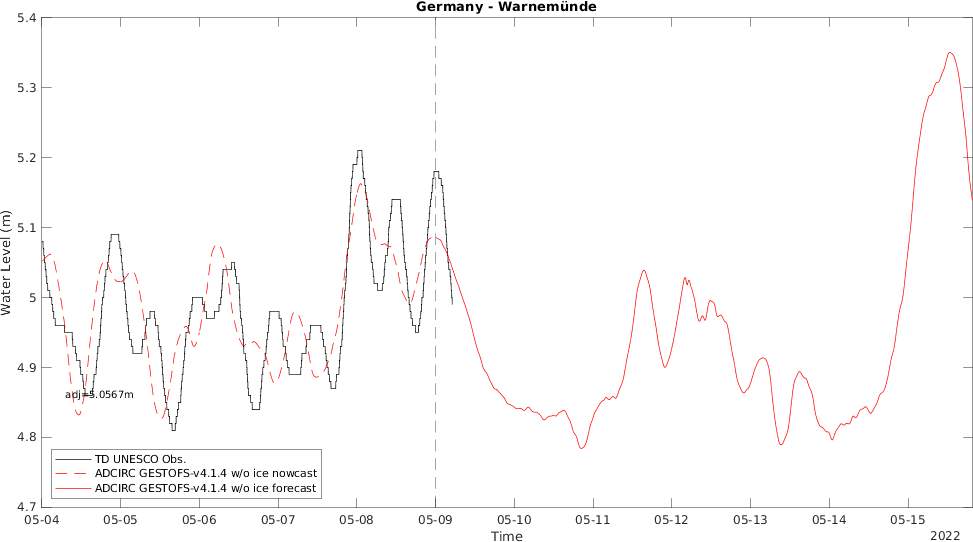 Germany - Warnemünde
5.4
5.3
5.2
5.1
5
4.9
4.8
4.7
Water Level (m)
adj=5.0567m
TD UNESCO Obs.
ADCIRC GESTOFS-v4.1.4 w/o ice nowcast
ADCIRC GESTOFS-v4.1.4 w/o ice forecast
05-04 05-05 05-06 05-07 05-08 05-09 05-10 05-11 05-12 05-13 05-14 05-15
Time
2022